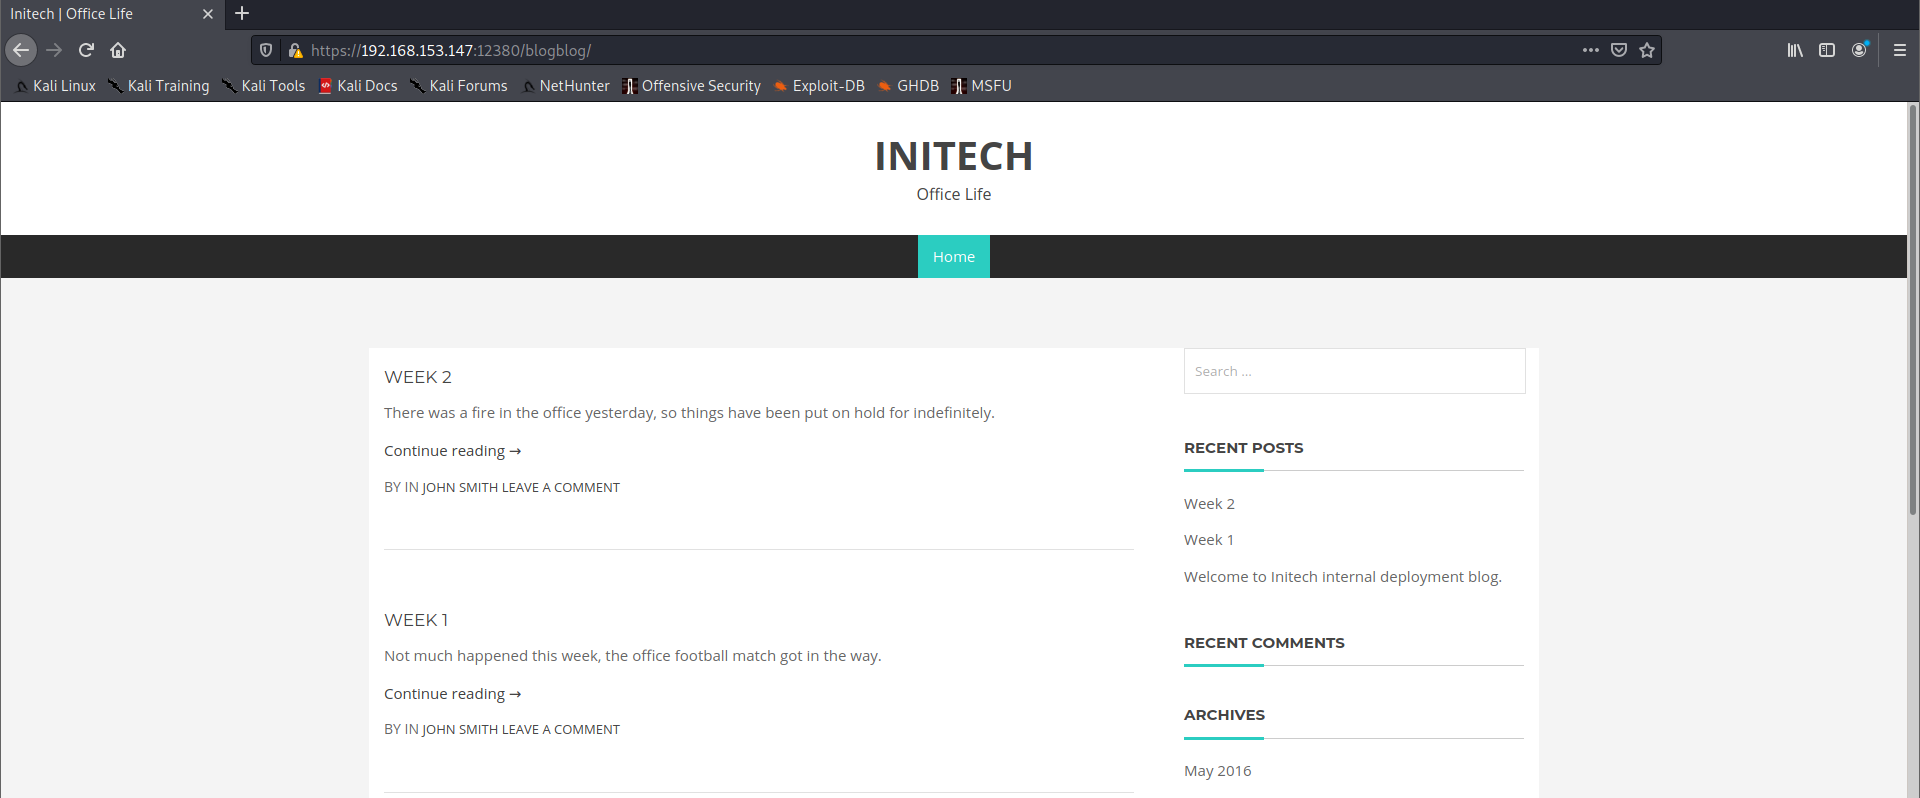 Initech | Office Life
https://192.168.153.147:12380/blogblog/
Kali Linux Kali Training Kali Tools Kali Docs Kali Forums NetHunter Offensive Security Exploit-DB GHDB MSFU
INITECH
Office Life
Home
WEEK 2
There was a fire in the office yesterday, so things have been put on hold for indefinitely.
Continue reading →
BY IN JOHN SMITH LEAVE A COMMENT
WEEK 1
Not much happened this week, the office football match got in the way.
Continue reading →
BY IN JOHN SMITH LEAVE A COMMENT
Search ...
RECENT POSTS
Week 2
Week 1
Welcome to Initech internal deployment blog.
RECENT COMMENTS
ARCHIVES
May 2016